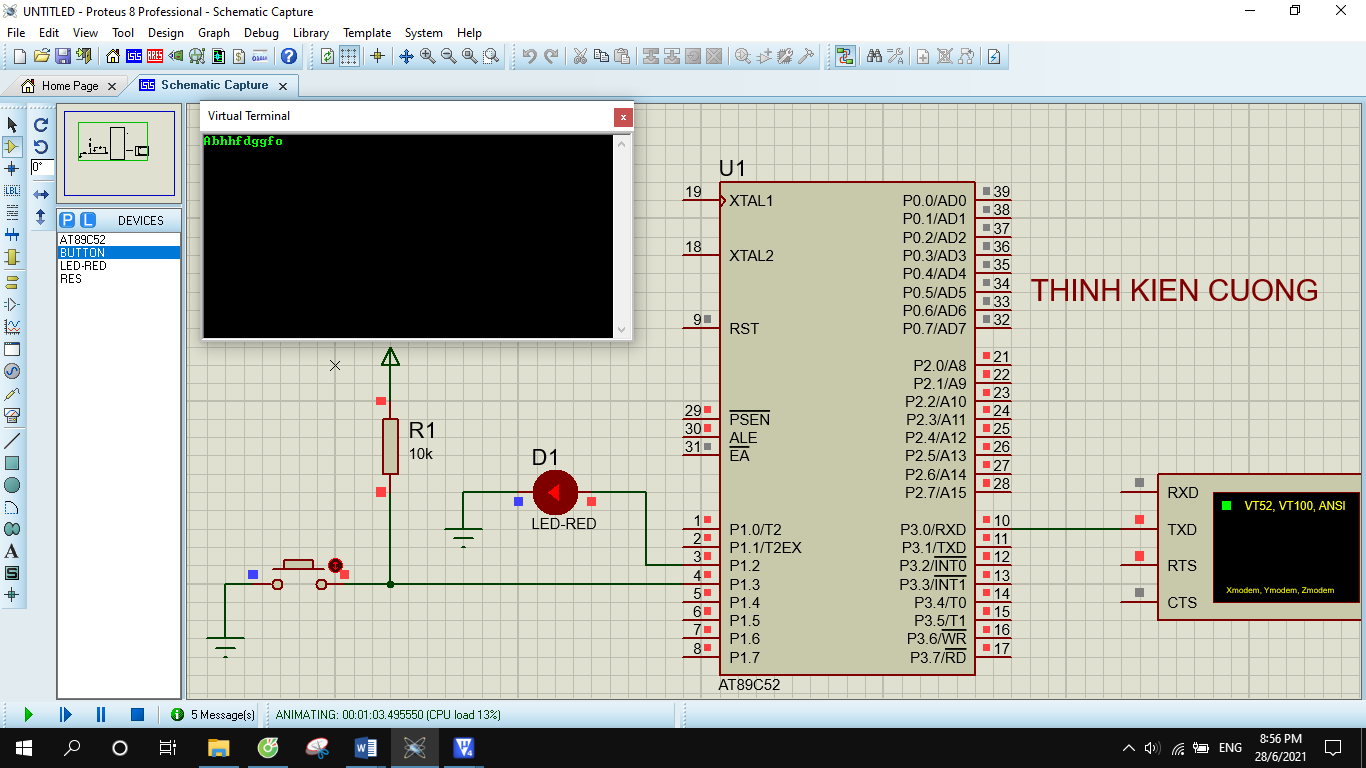 UNTITLED - Proteus 8 Professional - Schematic Capture
File Edit View Tool Design Graph Debug Library Template System Help
Home Page
Schematic Capture
Virtual Terminal
Abhhfdggfo
0°
LBL
P L DEVICES
AT89C52
BUTTON
LED-RED
RES
U1
19 XTAL1
18 XTAL2
9 RST
29 PSEN
30 ALE
31 EA
1 P1.0/T2
2 P1.1/T2EX
3 P1.2
4 P1.3
5 P1.4
6 P1.5
7 P1.6
8 P1.7
P0.0/AD0 39
P0.1/AD1 38
P0.2/AD2 37
P0.3/AD3 36
P0.4/AD4 35
P0.5/AD5 34
P0.6/AD6 33
P0.7/AD7 32
P2.0/A8 21
P2.1/A9 22
P2.2/A10 23
P2.3/A11 24
P2.4/A12 25
P2.5/A13 26
P2.6/A14 27
P2.7/A15 28
P3.0/RXD 10
P3.1/TXD 11
P3.2/INT0 12
P3.3/INT1 13
P3.4/T0 14
P3.5/T1 15
P3.6/WR 16
P3.7/RD 17
AT89C52
THINH KIEN CUONG
R1
10k
D1
LED-RED
RXD
TXD
RTS
CTS
VT52, VT100, ANSI
Xmodem, Ymodem, Zmodem
5 Message(s)
ANIMATING: 00:01:03.495550 (CPU load 13%)
ENG
8:56 PM
28/6/2021